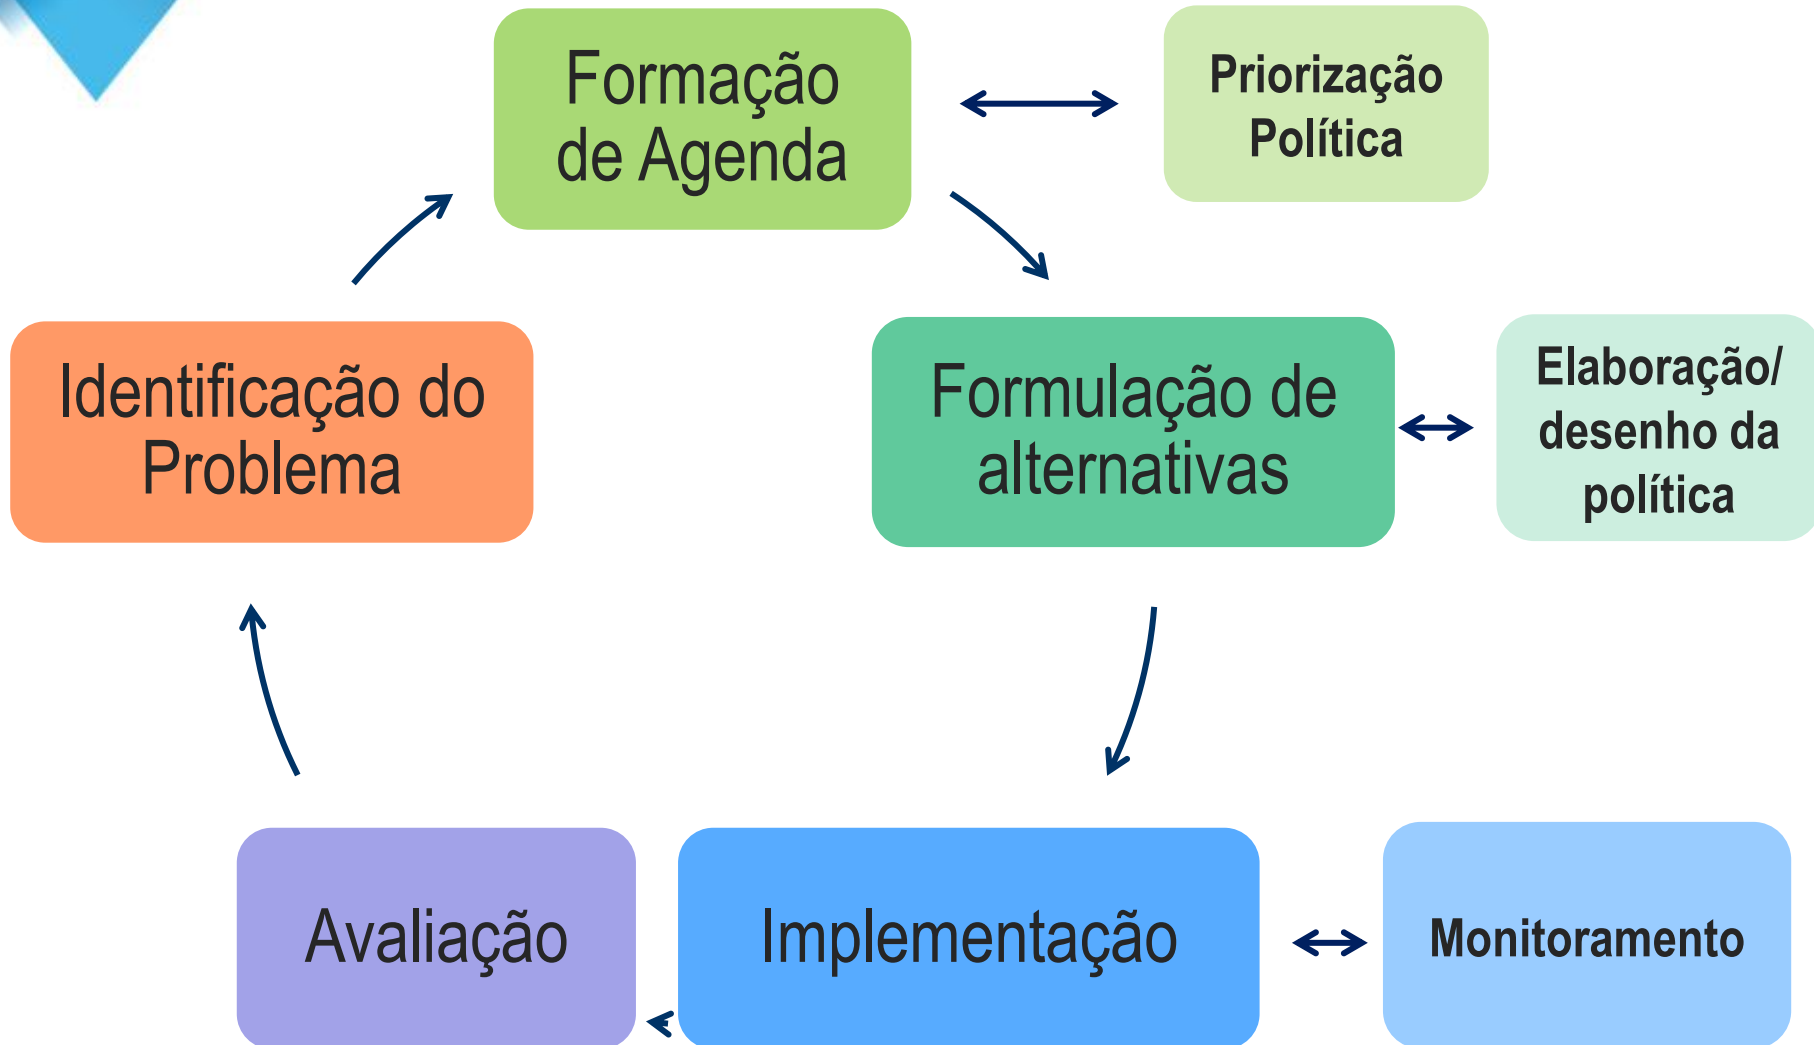 Formação
de Agenda
Priorização
Política
Identificação do
Problema
Formulação de
alternativas
Elaboração/
desenho da
política
Avaliação
Implementação
Monitoramento